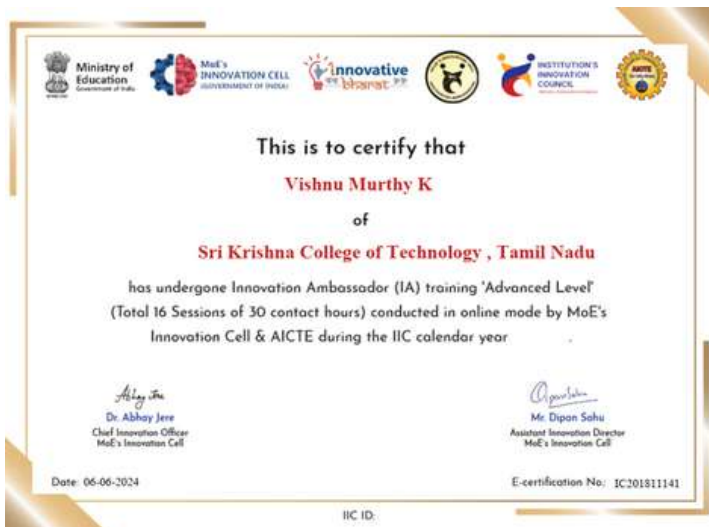 Ministry of
Education
Government of India
MoE's
INNOVATION CELL
(GOVERNMENT OF INDIA)
innovative
bharat
INSTITUTION'S
INNOVATION
COUNCIL
AICTE
This is to certify that
Vishnu Murthy K
of
Sri Krishna College of Technology , Tamil Nadu
has undergone Innovation Ambassador (IA) training 'Advanced Level'
(Total 16 Sessions of 30 contact hours) conducted in online mode by MoE's
Innovation Cell & AICTE during the IIC calendar year .
Abhay Jere
Dr. Abhay Jere
Chief Innovation Officer
MoE's Innovation Cell
Mr. Dipan Sahu
Assistant Innovation Director
MoE's Innovation Cell
Date: 06-06-2024
E-certification No.: IC201811141
IIC ID: